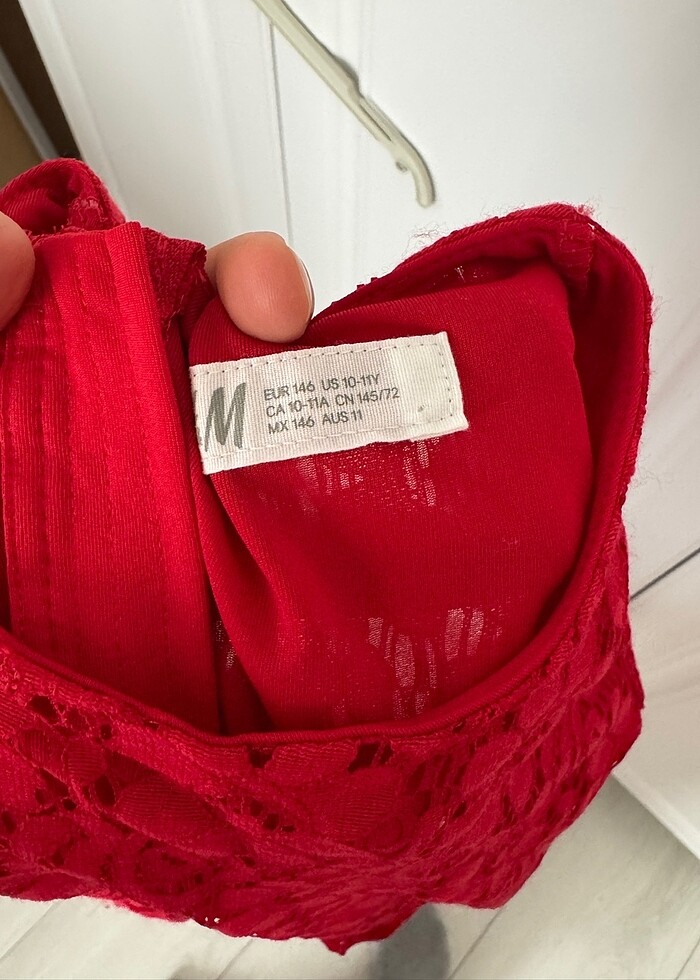 M
EUR 146 US 10-11Y
CA 10-11A CN 145/72
MX 146 AUS 11